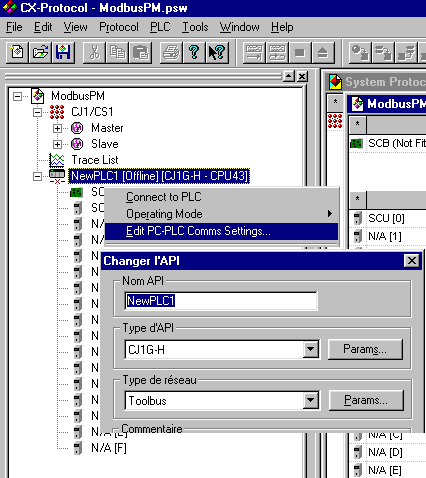 CX-Protocol - ModbusPM.psw
File Edit View Protocol PLC Tools Window Help
ModbusPM
CJ1/CS1
Master
Slave
Trace List
NewPLC1 [Offline] [CJ1G-H - CPU43]
Connect to PLC
Operating Mode
Edit PC-PLC Comms Settings...
Changer l'API
Nom API
NewPLC1
Type d'API
CJ1G-H
Params...
Type de réseau
Toolbus
Params...
Commentaire
N/A [F]
System Protoc
ModbusPM
*
*
SCB (Not Fit
*
SCU [0]
N/A [1]
N/A [C]
N/A [D]
N/A [E]